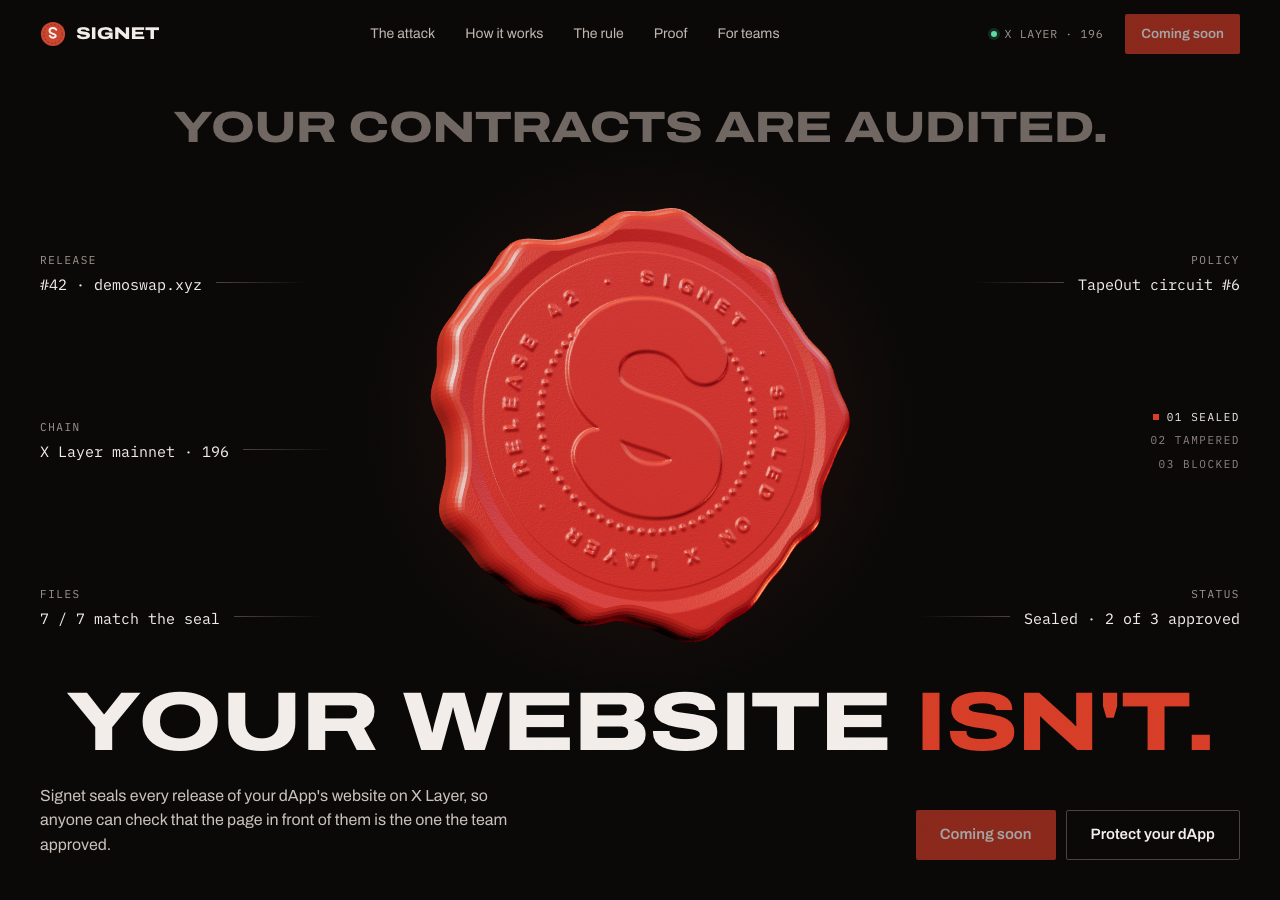 S SIGNET
The attack
How it works
The rule
Proof
For teams
X LAYER · 196
Coming soon
YOUR CONTRACTS ARE AUDITED.
RELEASE
#42 · demoswap.xyz
POLICY
TapeOut circuit #6
S
SIGNET · SEALED ON X LAYER · RELEASE 42 ·
CHAIN
X Layer mainnet · 196
01 SEALED
02 TAMPERED
03 BLOCKED
FILES
7 / 7 match the seal
STATUS
Sealed · 2 of 3 approved
YOUR WEBSITE ISN'T.
Signet seals every release of your dApp's website on X Layer, so
anyone can check that the page in front of them is the one the team
approved.
Coming soon
Protect your dApp